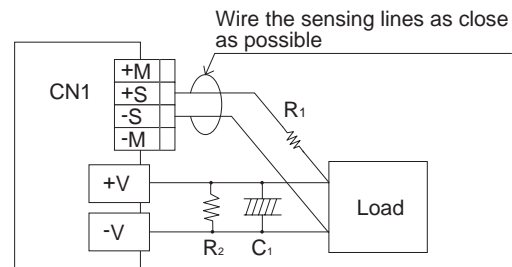 Wire the sensing lines as close
as possible
CN1
+M
+S
-S
-M
R1
+V
-V
R2
C1
Load